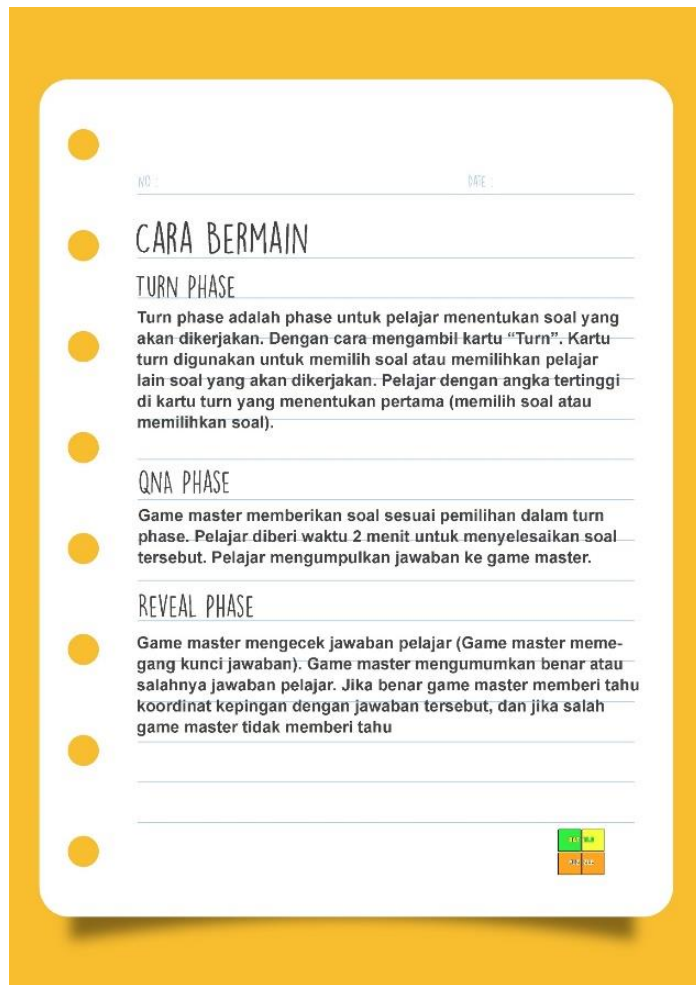 NO :
DATE :
CARA BERMAIN
TURN PHASE
Turn phase adalah phase untuk pelajar menentukan soal yang
akan dikerjakan. Dengan cara mengambil kartu “Turn”. Kartu
turn digunakan untuk memilih soal atau memilihkan pelajar
lain soal yang akan dikerjakan. Pelajar dengan angka tertinggi
di kartu turn yang menentukan pertama (memilih soal atau
memilihkan soal).
QNA PHASE
Game master memberikan soal sesuai pemilihan dalam turn
phase. Pelajar diberi waktu 2 menit untuk menyelesaikan soal
tersebut. Pelajar mengumpulkan jawaban ke game master.
REVEAL PHASE
Game master mengecek jawaban pelajar (Game master meme-
gang kunci jawaban). Game master mengumumkan benar atau
salahnya jawaban pelajar. Jika benar game master memberi tahu
koordinat kepingan dengan jawaban tersebut, dan jika salah
game master tidak memberi tahu